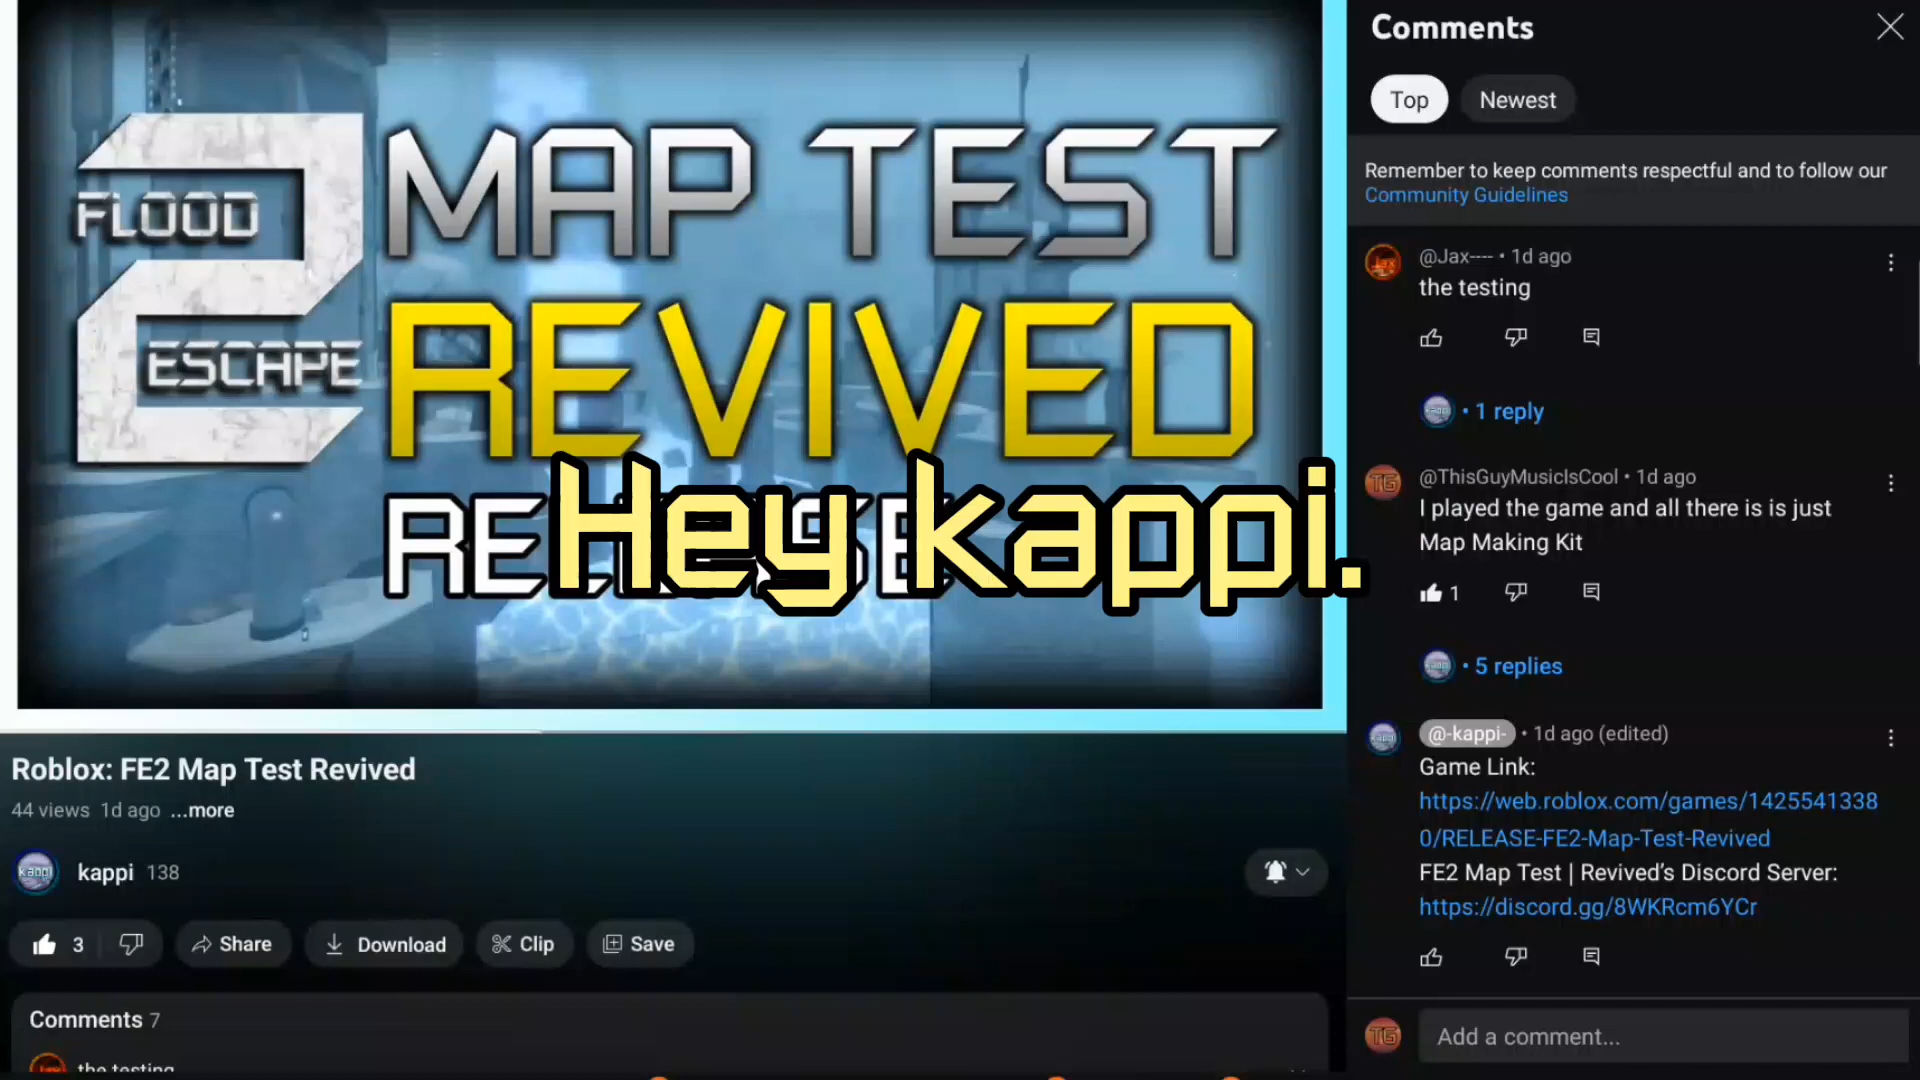 FLOOD
2
ESCAPE
MAP TEST
REVIVED
Hey kappi.
Roblox: FE2 Map Test Revived
44 views 1d ago ...more
kappi 138
3
Share
Download
Clip
Save
Comments 7
the testing
Comments
Top
Newest
Remember to keep comments respectful and to follow our
Community Guidelines
@Jax---- • 1d ago
the testing
• 1 reply
@ThisGuyMusicIsCool • 1d ago
I played the game and all there is is just
Map Making Kit
1
• 5 replies
@-kappi- • 1d ago (edited)
Game Link:
https://web.roblox.com/games/1425541338
0/RELEASE-FE2-Map-Test-Revived
FE2 Map Test | Revived’s Discord Server:
https://discord.gg/8WKRcm6YCr
TG
Add a comment...